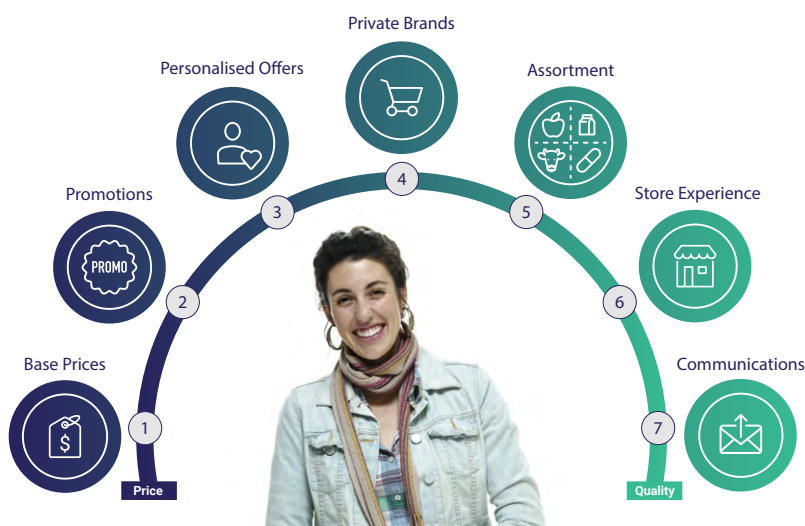 Private Brands
Personalised Offers
Assortment
4
Promotions
3
5
Store Experience
PROMO
2
6
Base Prices
Communications
$
1
7
Price
Quality